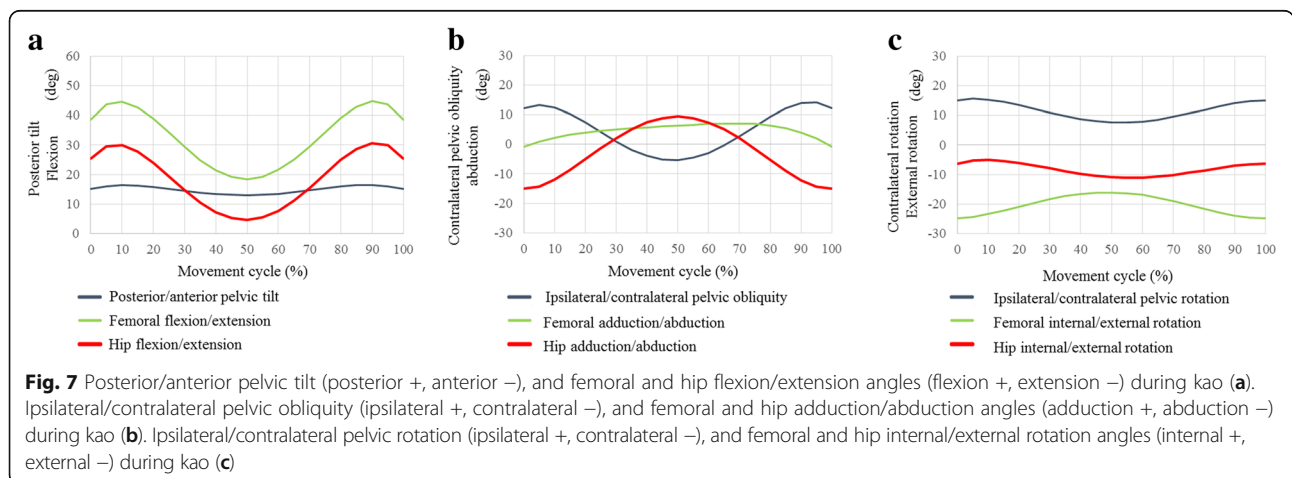 a
Posterior tilt
Flexion
(deg)
60
50
40
30
20
10
0
0 10 20 30 40 50 60 70 80 90 100
Movement cycle (%)
Posterior/anterior pelvic tilt
Femoral flexion/extension
Hip flexion/extension
b
Contralateral pelvic obliquity
abduction
(deg)
30
20
10
0
-10
-20
-30
0 10 20 30 40 50 60 70 80 90 100
Movement cycle (%)
Ipsilateral/contralateral pelvic obliquity
Femoral adduction/abduction
Hip adduction/abduction
c
Contralateral rotation
External rotation
(deg)
30
20
10
0
-10
-20
-30
0 10 20 30 40 50 60 70 80 90 100
Movement cycle (%)
Ipsilateral/contralateral pelvic rotation
Femoral internal/external rotation
Hip internal/external rotation
Fig. 7 Posterior/anterior pelvic tilt (posterior +, anterior −), and femoral and hip flexion/extension angles (flexion +, extension −) during kao (a).
Ipsilateral/contralateral pelvic obliquity (ipsilateral +, contralateral −), and femoral and hip adduction/abduction angles (adduction +, abduction −)
during kao (b). Ipsilateral/contralateral pelvic rotation (ipsilateral +, contralateral −), and femoral and hip internal/external rotation angles (internal +,
external −) during kao (c)